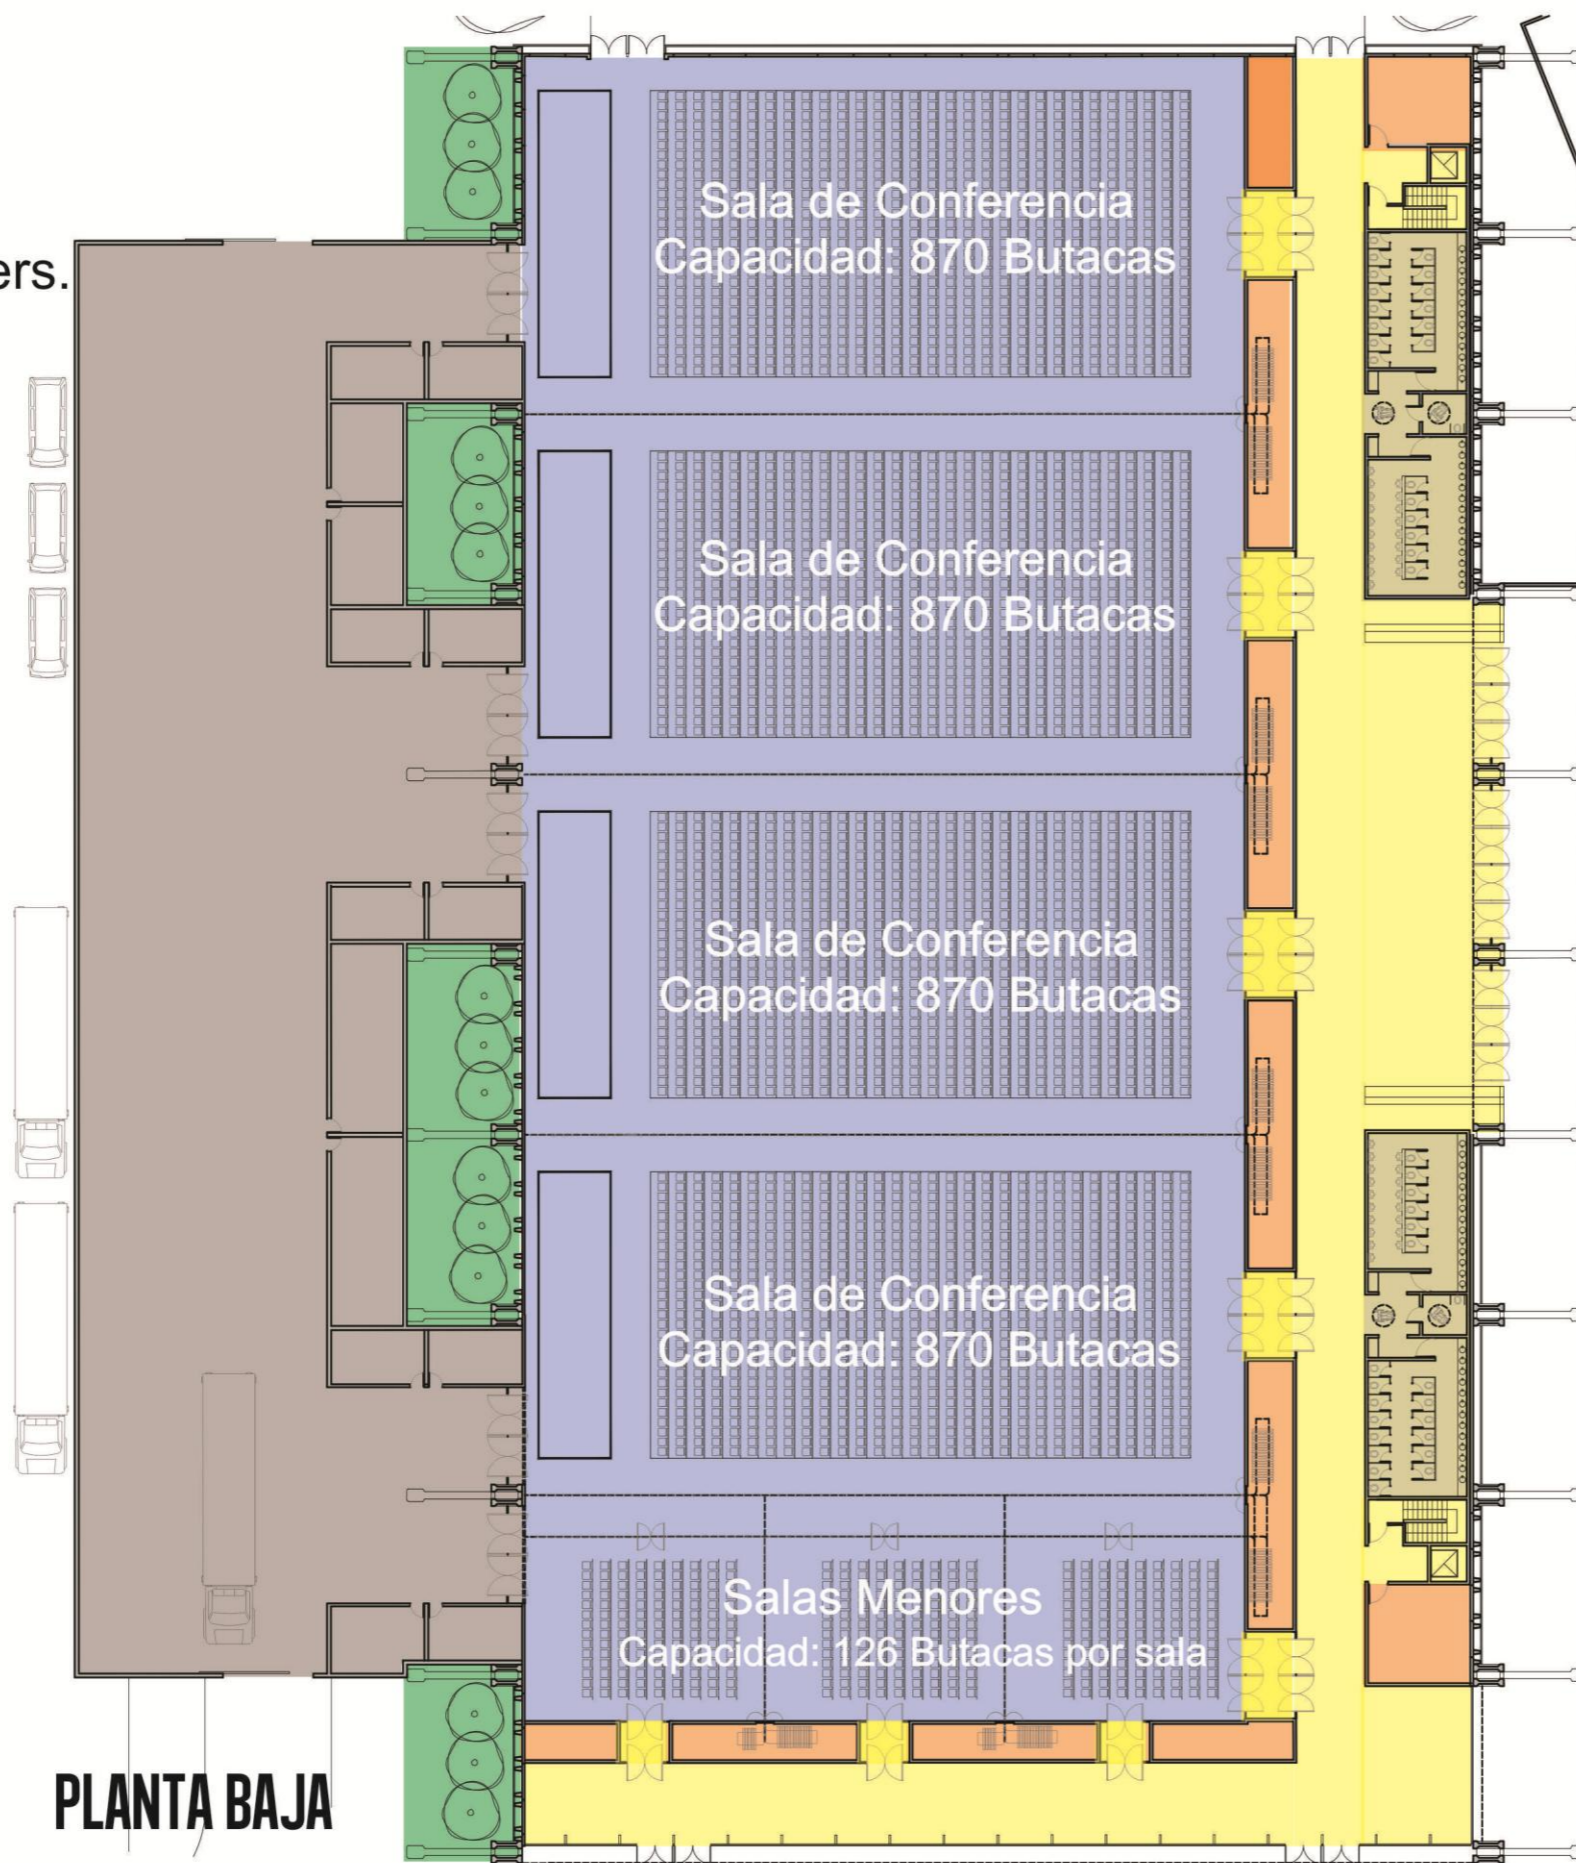 Sala de Conferencia
Capacidad: 870 Butacas
ers.
Sala de Conferencia
Capacidad: 870 Butacas
Sala de Conferencia
Capacidad: 870 Butacas
Sala de Conferencia
Capacidad: 870 Butacas
Salas Menores
Capacidad: 126 Butacas por sala
PLANTA BAJA